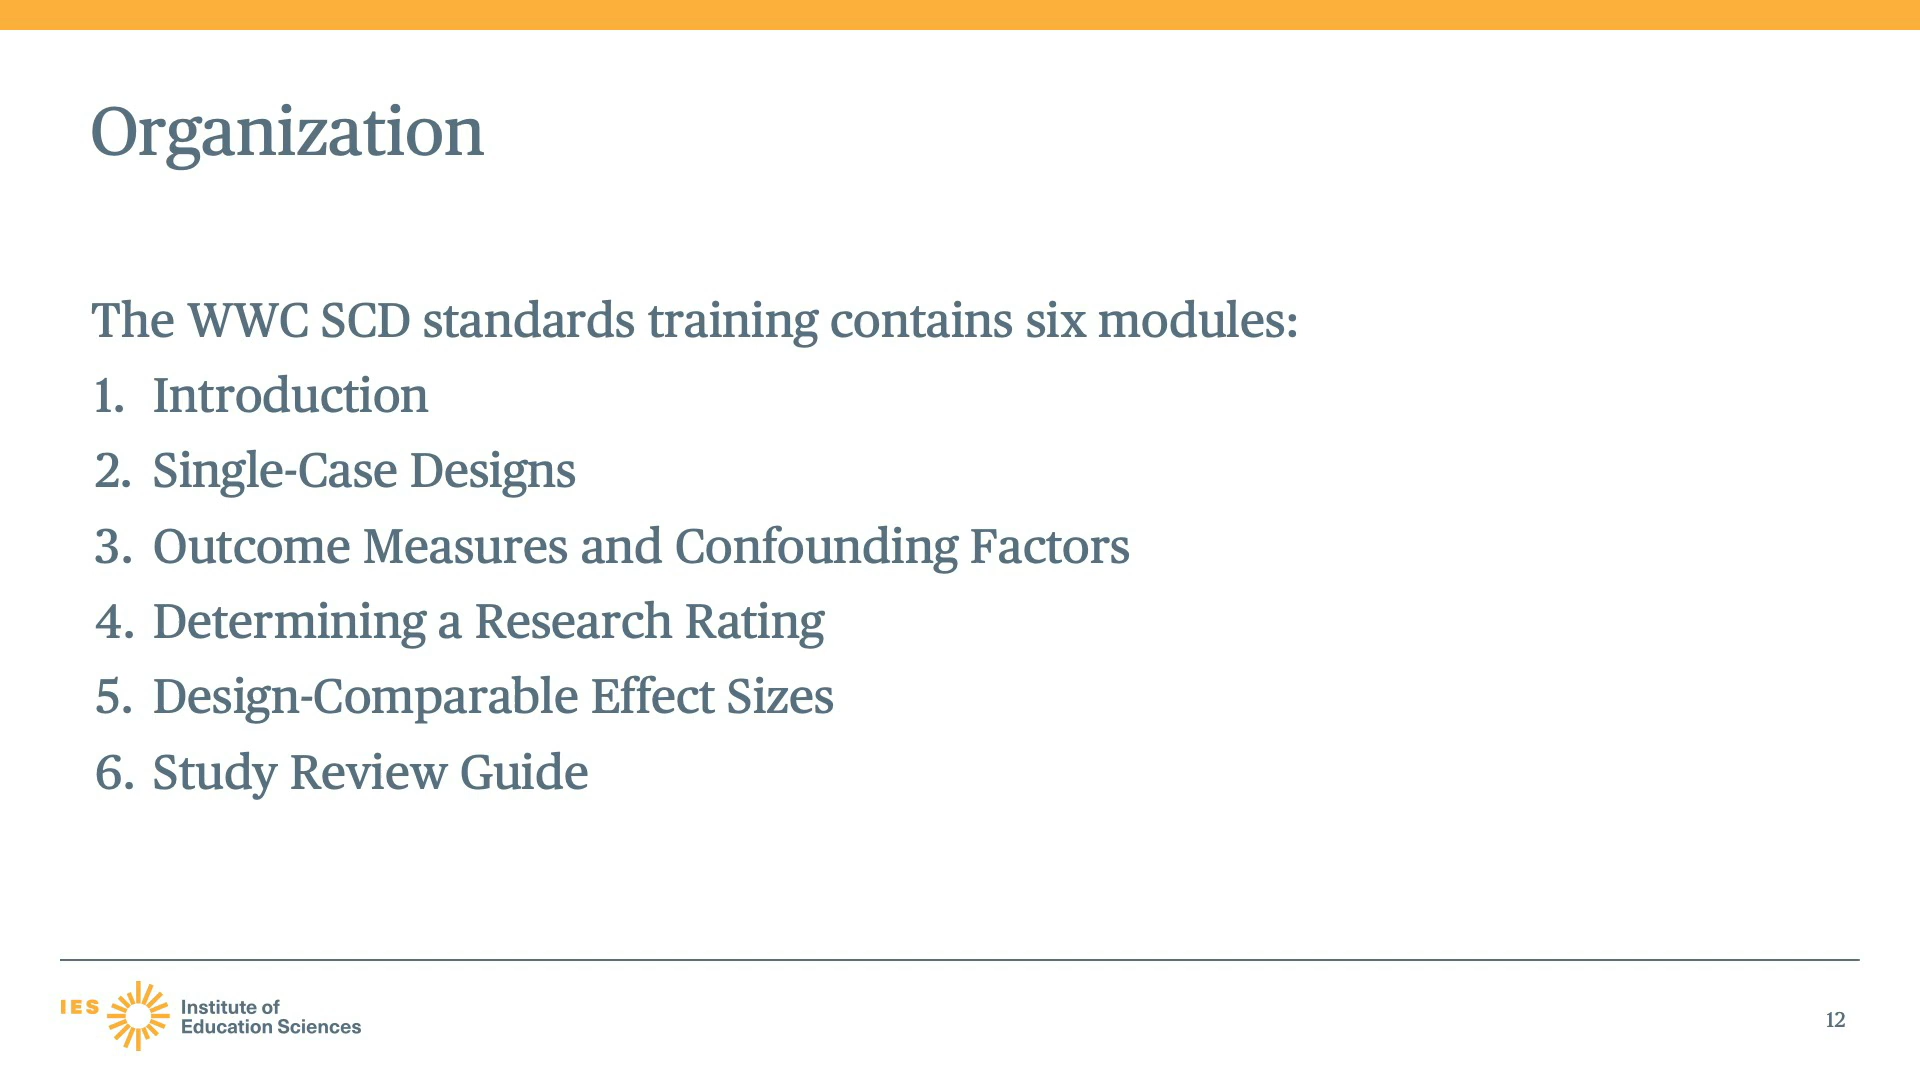 Organization
The WWC SCD standards training contains six modules:
1. Introduction
2. Single-Case Designs
3. Outcome Measures and Confounding Factors
4. Determining a Research Rating
5. Design-Comparable Effect Sizes
6. Study Review Guide
IES
Institute of
Education Sciences
12